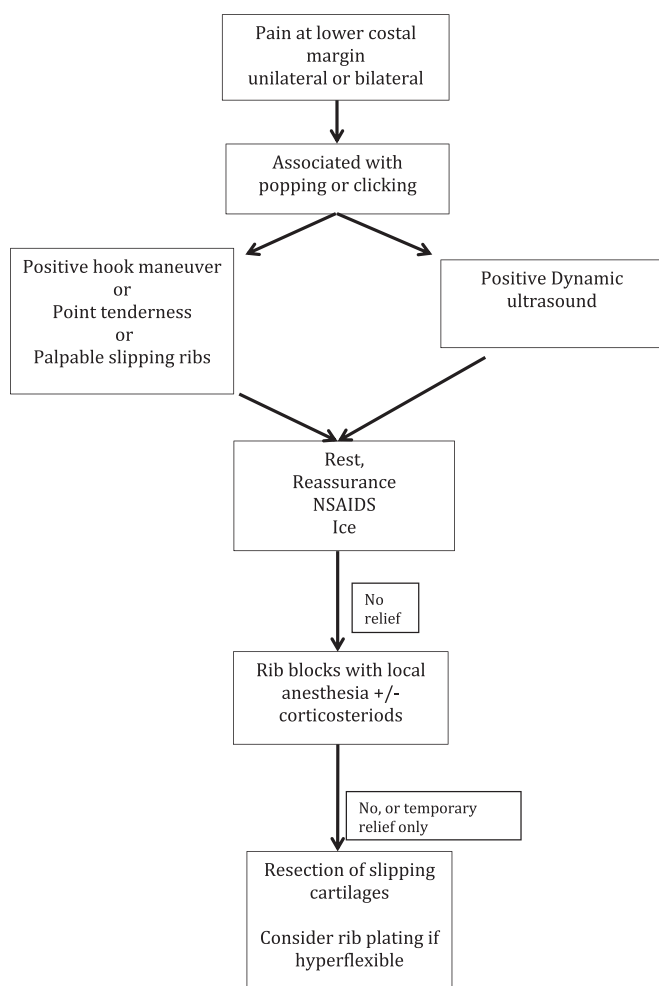 Pain at lower costal
margin
unilateral or bilateral
Associated with
popping or clicking
Positive hook maneuver
or
Point tenderness
or
Palpable slipping ribs
Positive Dynamic
ultrasound
Rest,
Reassurance
NSAIDS
Ice
No
relief
Rib blocks with local
anesthesia +/-
corticosteriods
No, or temporary
relief only
Resection of slipping
cartilages
Consider rib plating if
hyperflexible